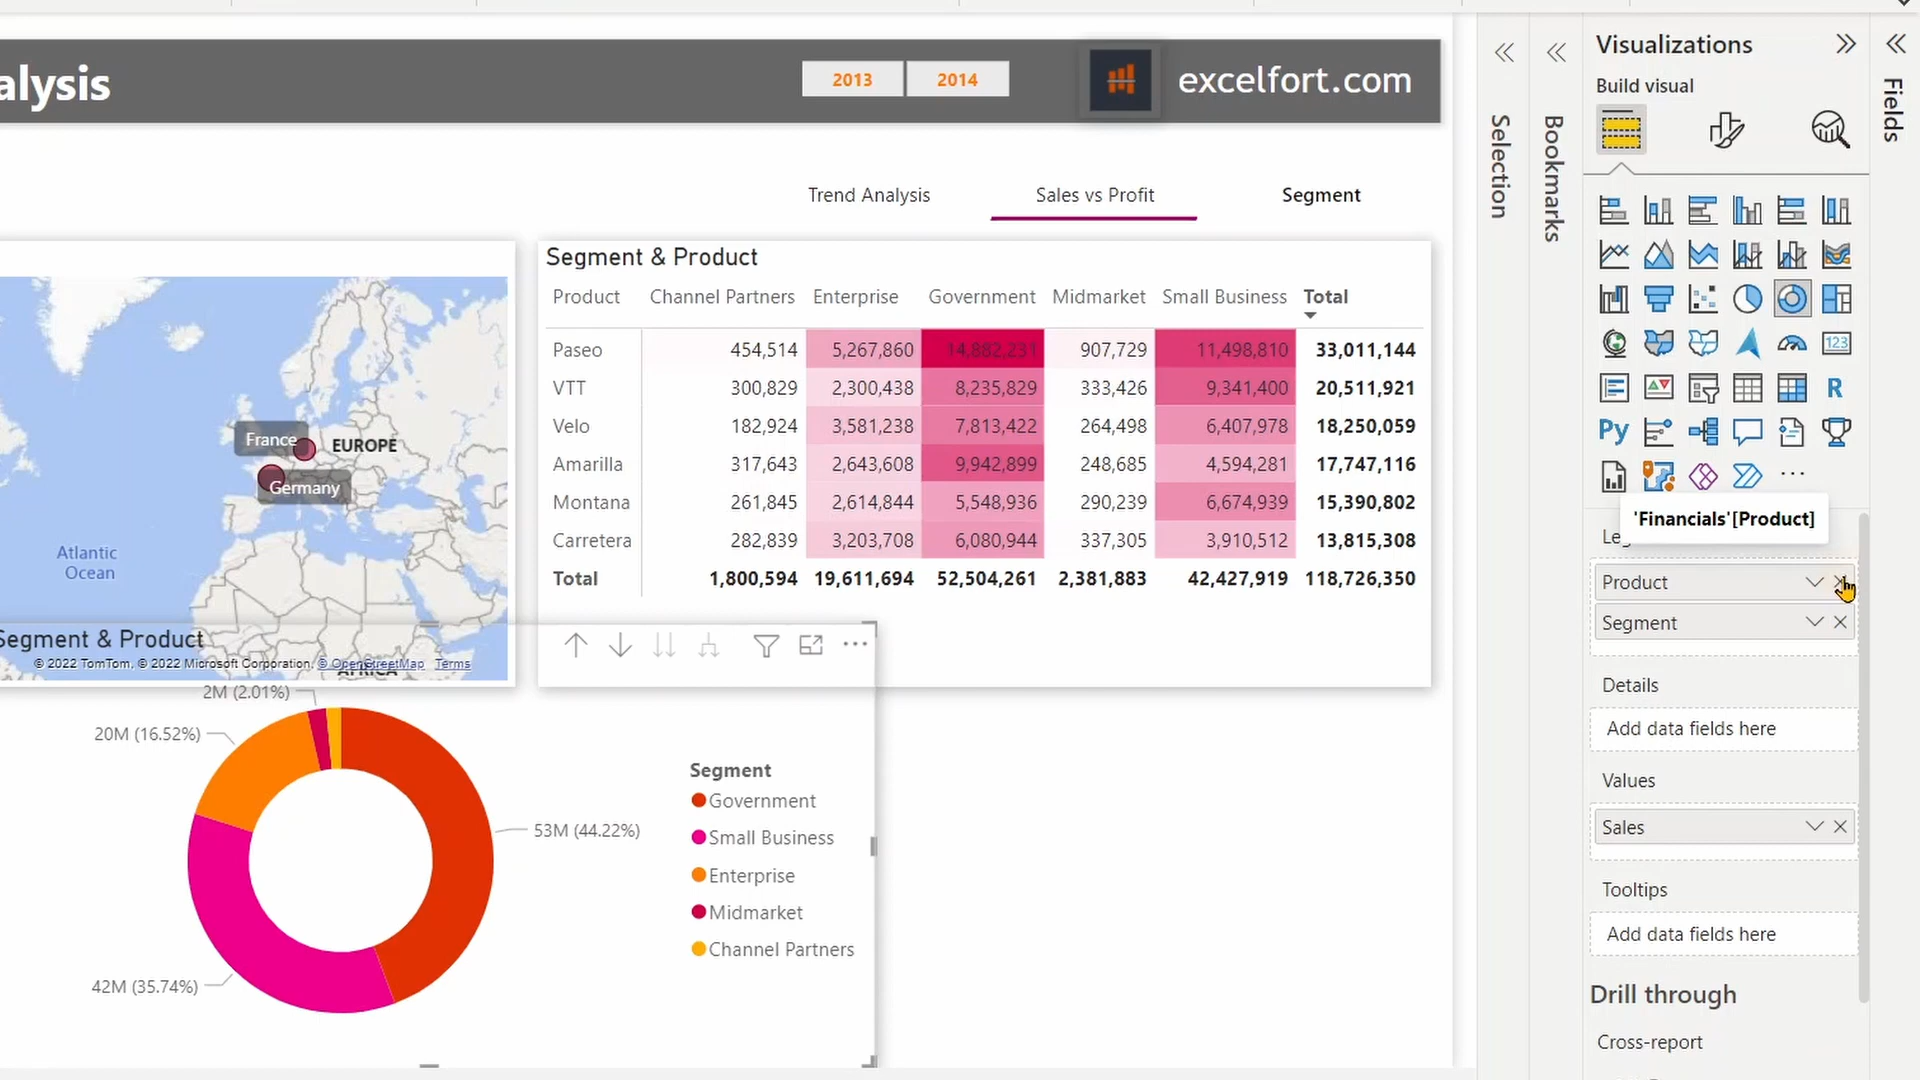 alysis
2013
2014
excelfort.com
Trend Analysis
Sales vs Profit
Segment
France
EUROPE
Germany
Atlantic
Ocean
AFRICA
© 2022 TomTom, © 2022 Microsoft Corporation, © OpenStreetMap Terms
Segment & Product
Product Channel Partners Enterprise Government Midmarket Small Business Total
Paseo 454,514 5,267,860 14,882,231 907,729 11,498,810 33,011,144
VTT 300,829 2,300,438 8,235,829 333,426 9,341,400 20,511,921
Velo 182,924 3,581,238 7,813,422 264,498 6,407,978 18,250,059
Amarilla 317,643 2,643,608 9,942,899 248,685 4,594,281 17,747,116
Montana 261,845 2,614,844 5,548,936 290,239 6,674,939 15,390,802
Carretera 282,839 3,203,708 6,080,944 337,305 3,910,512 13,815,308
Total 1,800,594 19,611,694 52,504,261 2,381,883 42,427,919 118,726,350
Segment & Product
2M (2.01%)
20M (16.52%)
53M (44.22%)
42M (35.74%)
Segment
Government
Small Business
Enterprise
Midmarket
Channel Partners
Selection
Bookmarks
Visualizations
Build visual
Fields
123
R
Py
'Financials'[Product]
Le
Product
Segment
Details
Add data fields here
Values
Sales
Tooltips
Add data fields here
Drill through
Cross-report